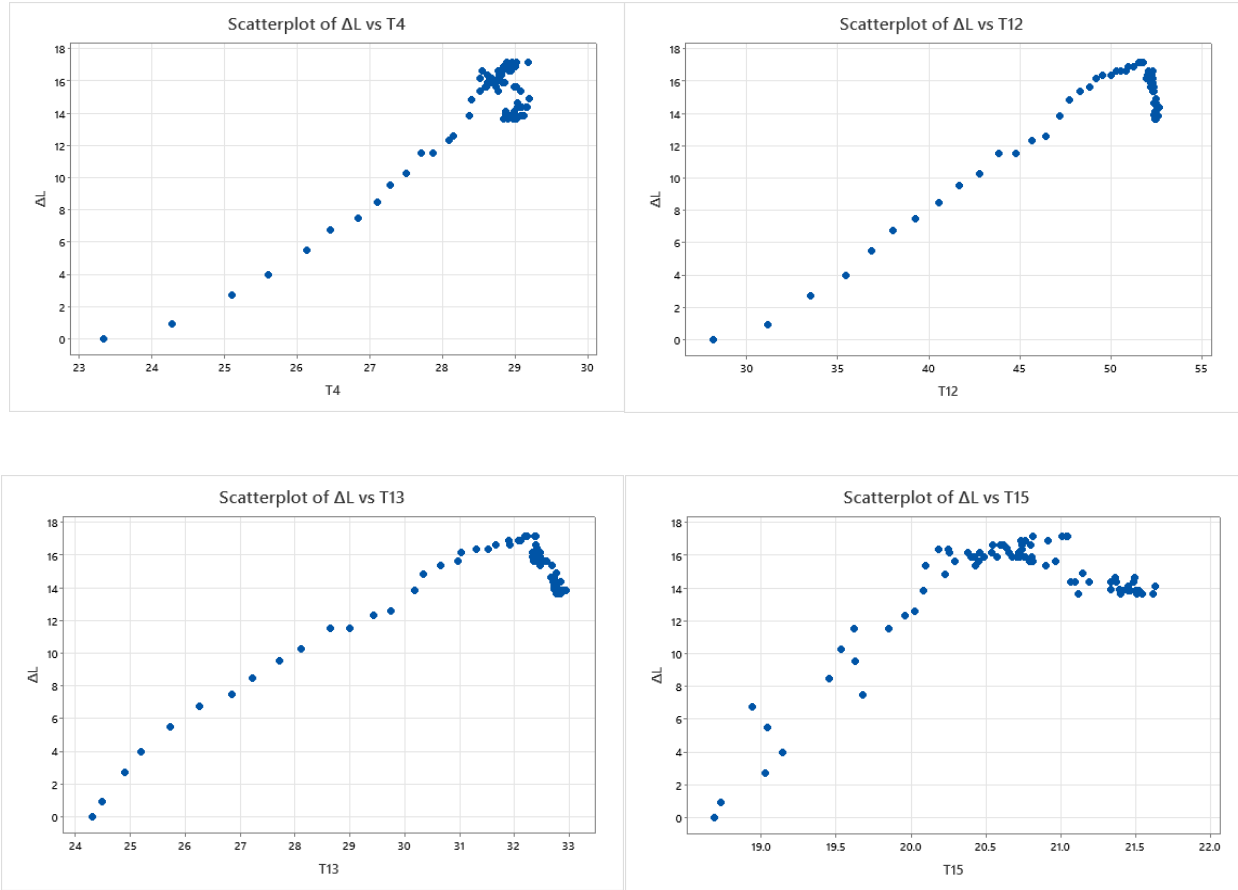 Scatterplot of ΔL vs T4
18
16
14
12
10
8
6
4
2
0
ΔL
23 24 25 26 27 28 29 30
T4
Scatterplot of ΔL vs T12
18
16
14
12
10
8
6
4
2
0
ΔL
30 35 40 45 50 55
T12
Scatterplot of ΔL vs T13
18
16
14
12
10
8
6
4
2
0
ΔL
24 25 26 27 28 29 30 31 32 33
T13
Scatterplot of ΔL vs T15
18
16
14
12
10
8
6
4
2
0
ΔL
19.0 19.5 20.0 20.5 21.0 21.5 22.0
T15